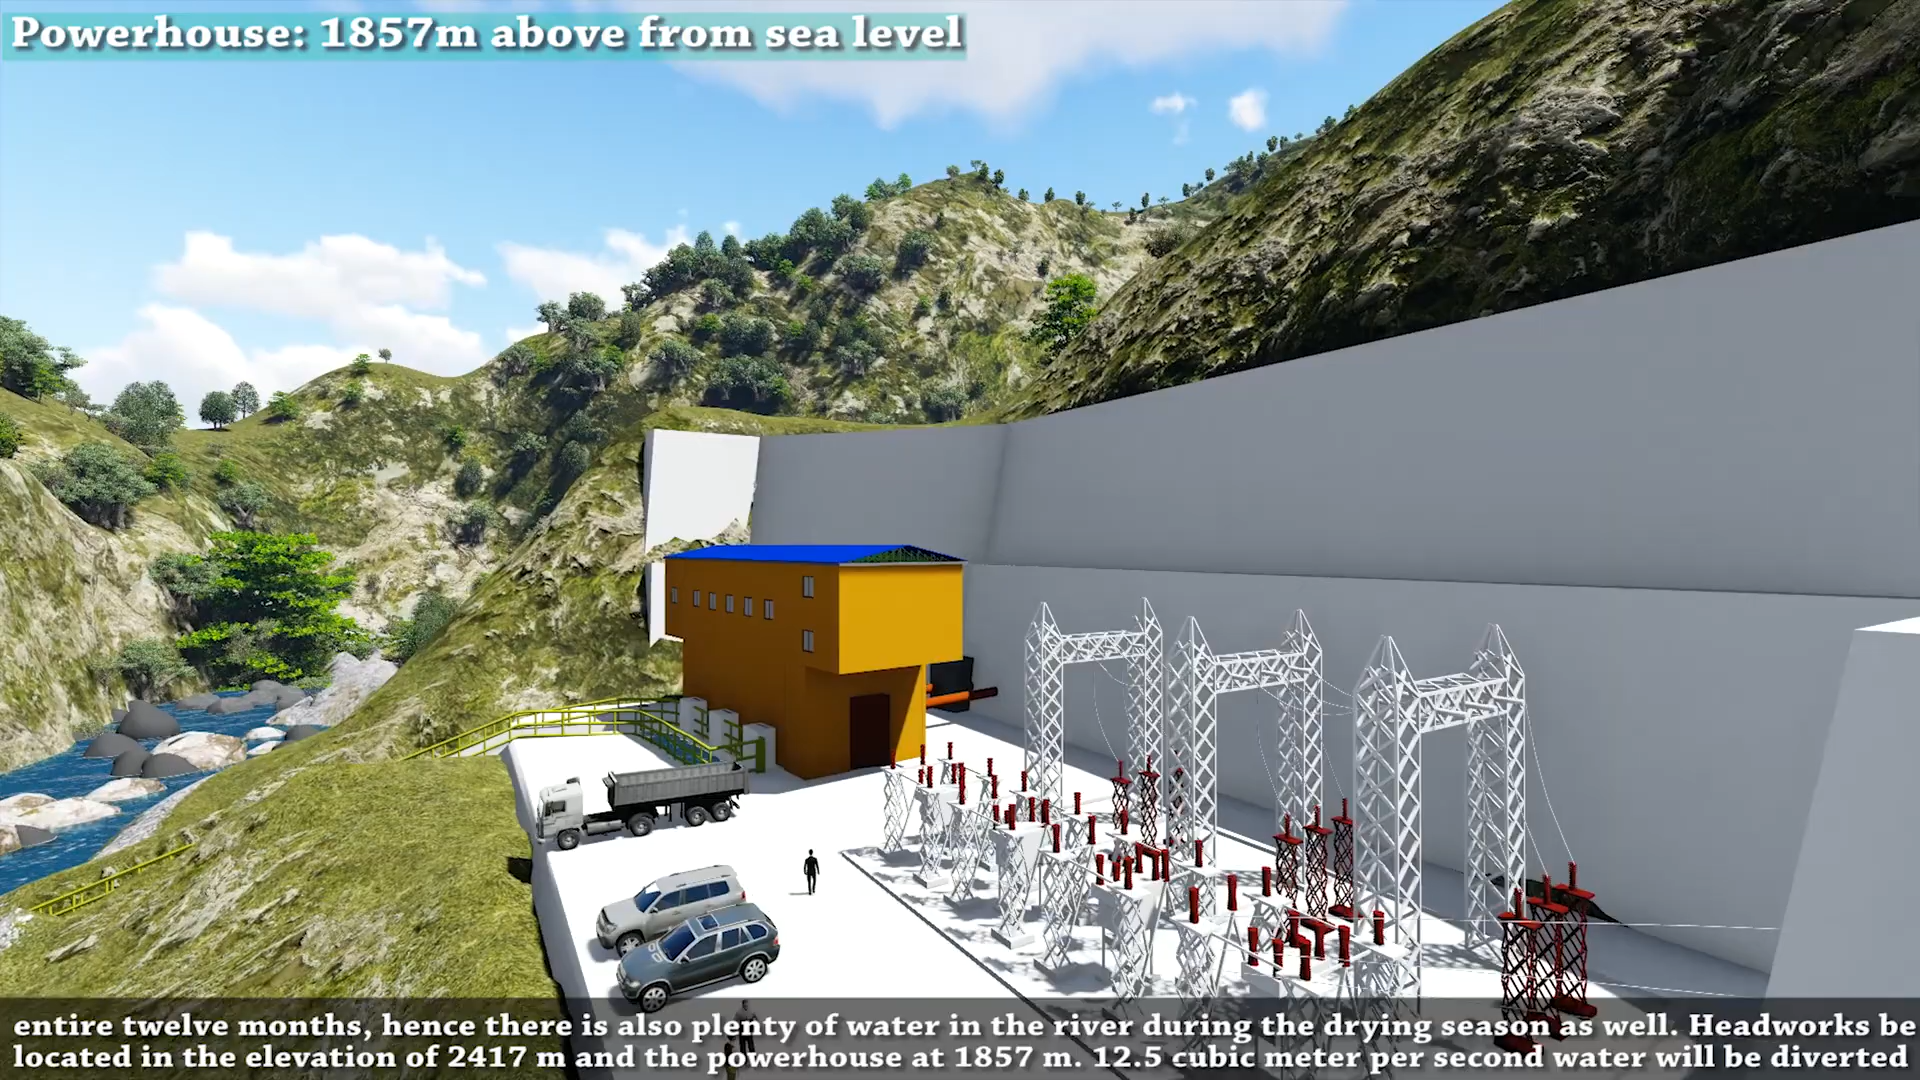 Powerhouse: 1857m above from sea level
entire twelve months, hence there is also plenty of water in the river during the drying season as well. Headworks be
located in the elevation of 2417 m and the powerhouse at 1857 m. 12.5 cubic meter per second water will be diverted